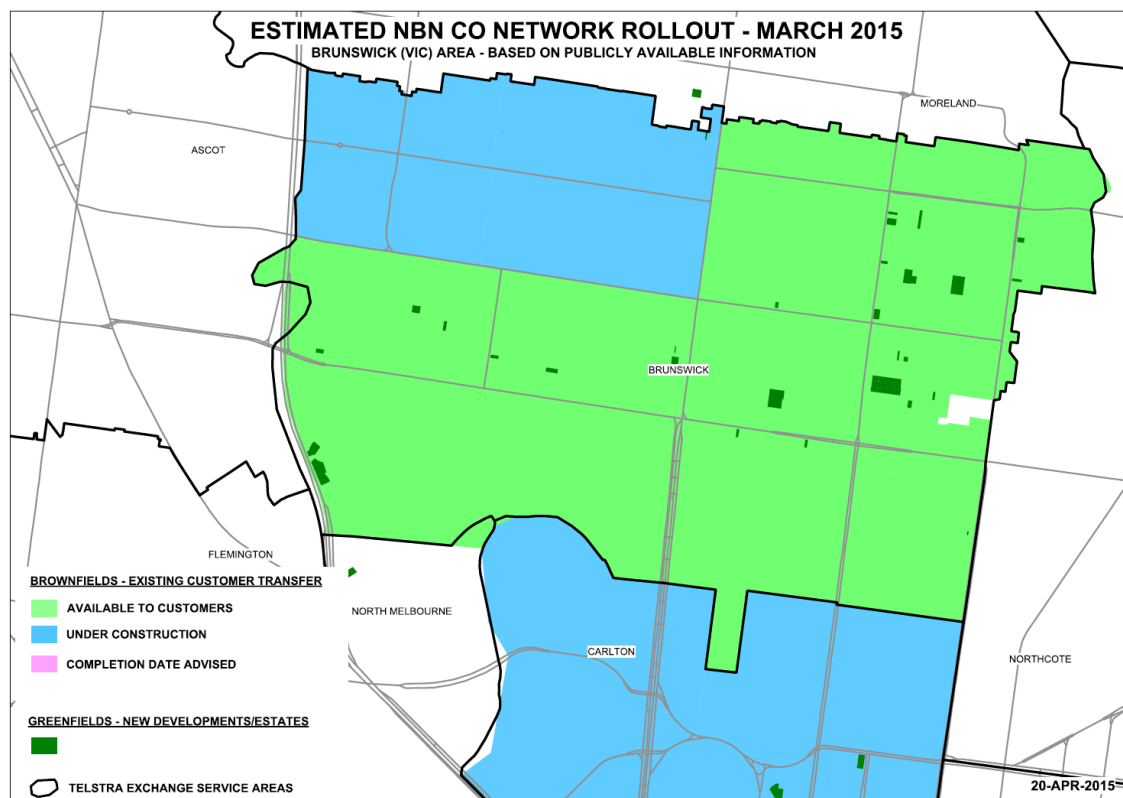 ESTIMATED NBN CO NETWORK ROLLOUT - MARCH 2015
BRUNSWICK (VIC) AREA - BASED ON PUBLICLY AVAILABLE INFORMATION
MORELAND
ASCOT
BRUNSWICK
FLEMINGTON
NORTH MELBOURNE
CARLTON
NORTHCOTE
BROWNFIELDS - EXISTING CUSTOMER TRANSFER
AVAILABLE TO CUSTOMERS
UNDER CONSTRUCTION
COMPLETION DATE ADVISED
GREENFIELDS - NEW DEVELOPMENTS/ESTATES
TELSTRA EXCHANGE SERVICE AREAS
20-APR-2015